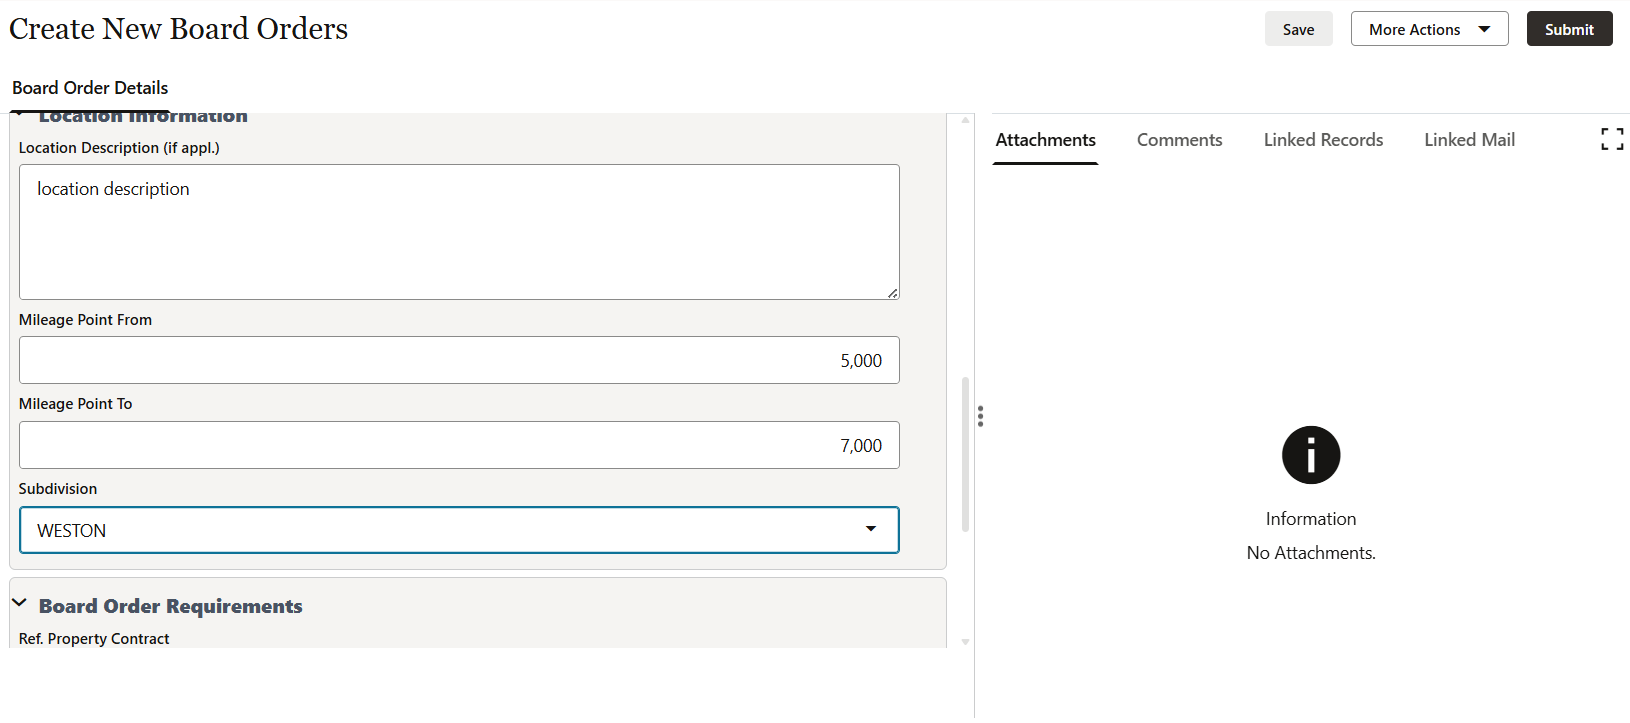 Create New Board Orders
Save
More Actions
Submit
Board Order Details
Location Information
Location Description (if appl.)
location description
Mileage Point From
5,000
Mileage Point To
7,000
Subdivision
WESTON
Board Order Requirements
Ref. Property Contract
Attachments
Comments
Linked Records
Linked Mail
Information
No Attachments.